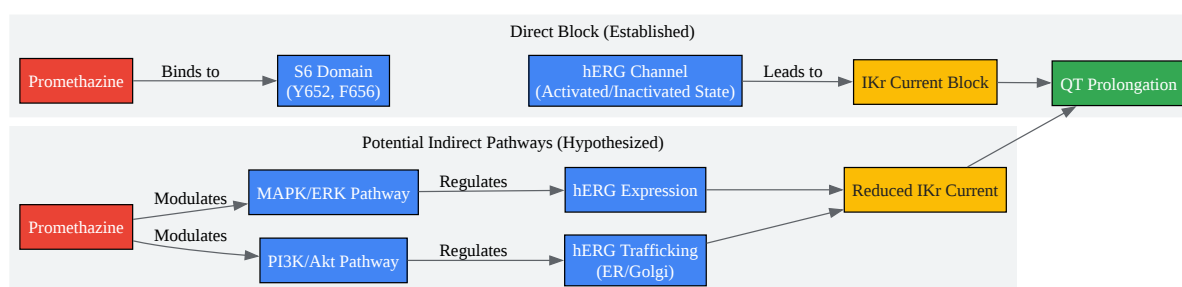 Direct Block (Established)
Promethazine
Binds to
S6 Domain
(Y652, F656)
hERG Channel
(Activated/Inactivated State)
Leads to
IKr Current Block
QT Prolongation
Potential Indirect Pathways (Hypothesized)
Promethazine
Modulates
MAPK/ERK Pathway
Regulates
hERG Expression
Reduced IKr Current
Modulates
PI3K/Akt Pathway
Regulates
hERG Trafficking
(ER/Golgi)